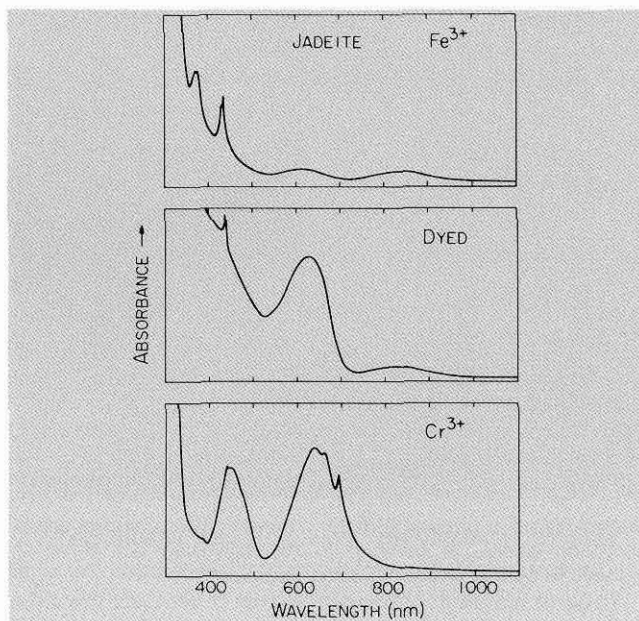 JADEITE Fe3+
DYED
ABSORBANCE →
Cr3+
400 600 800 1000
WAVELENGTH (nm)